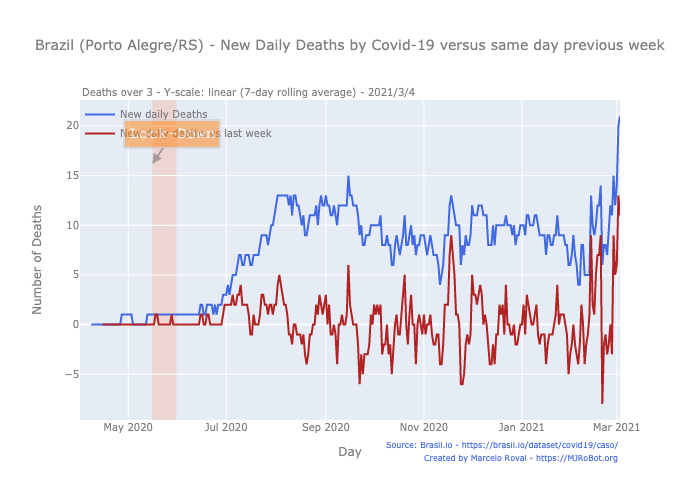 Brazil (Porto Alegre/RS) - New Daily Deaths by Covid-19 versus same day previous week
Deaths over 3 - Y-scale: linear (7-day rolling average) - 2021/3/4
New daily Deaths
New daily deaths vs last week
Lock-Down
20
15
10
5
0
−5
Number of Deaths
May 2020
Jul 2020
Sep 2020
Nov 2020
Jan 2021
Mar 2021
Day
Source: Brasil.io - https://brasil.io/dataset/covid19/caso/
Created by Marcelo Rovai - https://MJRoBot.org